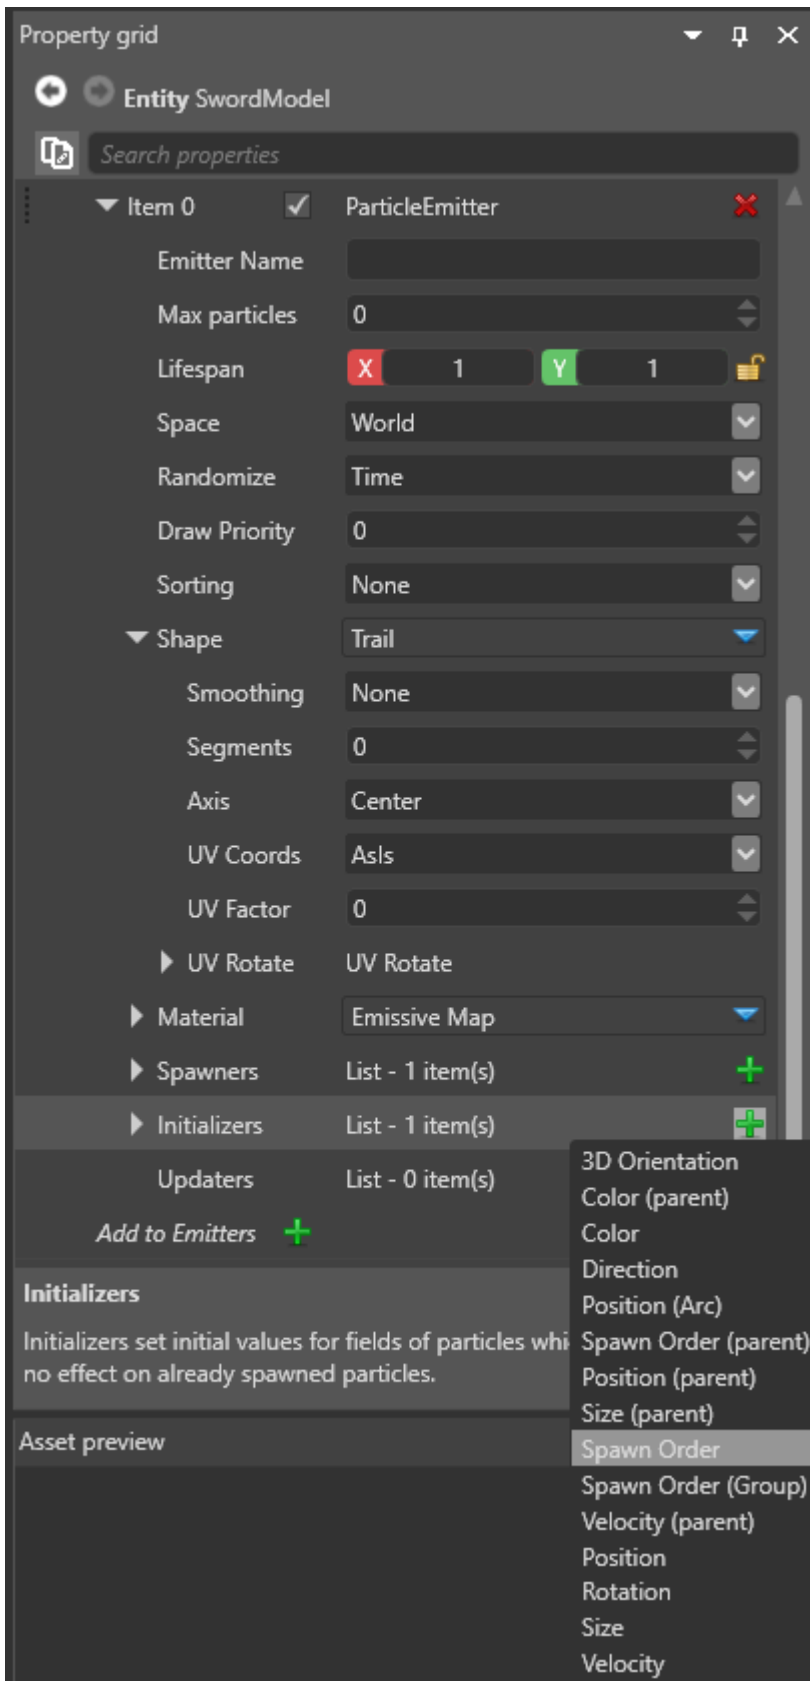 Property grid
Entity SwordModel
Search properties
Item 0 ParticleEmitter
Emitter Name
Max particles 0
Lifespan X 1 Y 1
Space World
Randomize Time
Draw Priority 0
Sorting None
Shape Trail
Smoothing None
Segments 0
Axis Center
UV Coords AsIs
UV Factor 0
UV Rotate UV Rotate
Material Emissive Map
Spawners List - 1 item(s)
Initializers List - 1 item(s)
Updaters List - 0 item(s)
Add to Emitters
Initializers
Initializers set initial values for fields of particles
no effect on already spawned particles.
Asset preview
3D Orientation
Color (parent)
Color
Direction
Position (Arc)
Spawn Order (parent)
Position (parent)
Size (parent)
Spawn Order
Spawn Order (Group)
Velocity (parent)
Position
Rotation
Size
Velocity